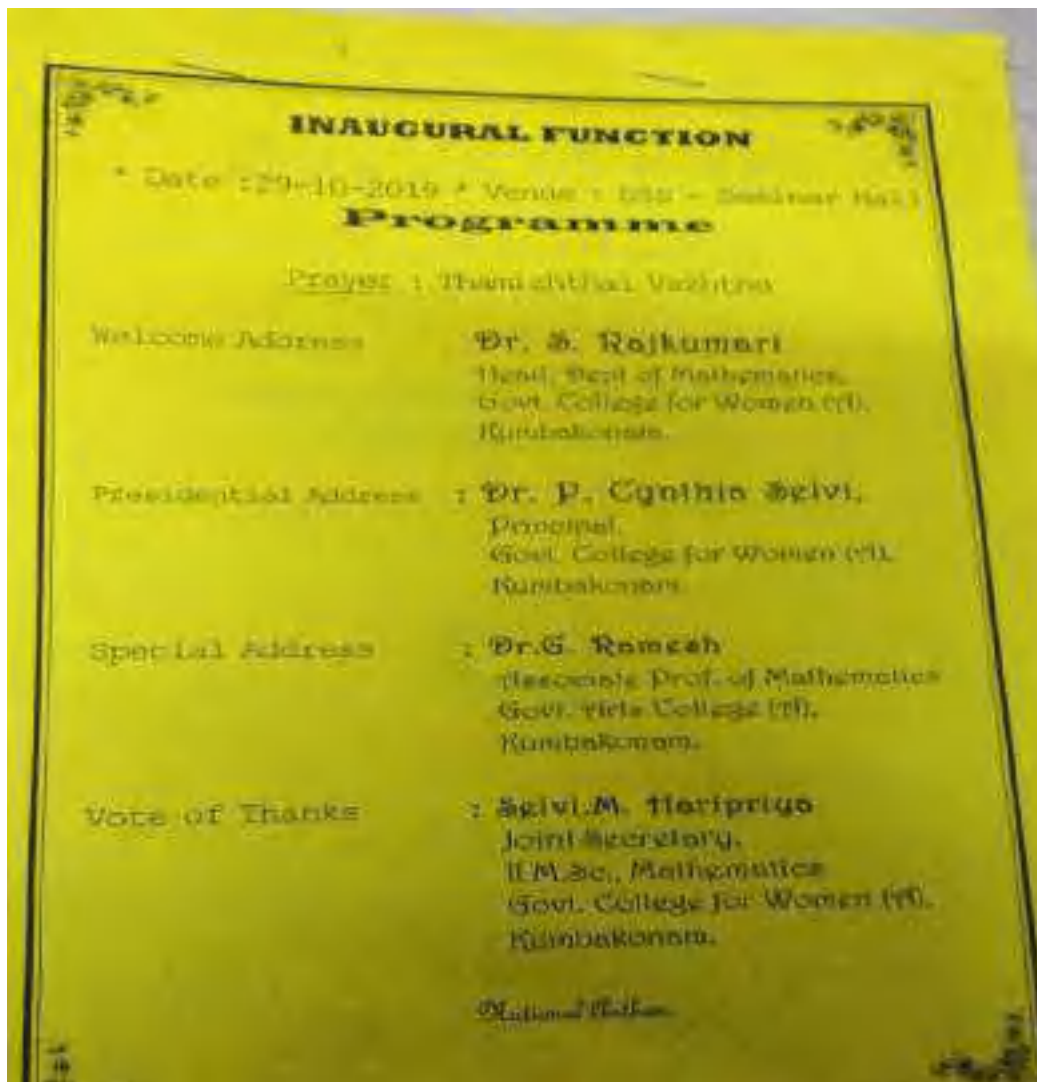 INAUGURAL FUNCTION
* Date :29-10-2019 * Venue : - Seminar Hall
Programme
Prayer :
Welcome Address : Dr. S. Rajkumari
Head, Dept of Mathematics,
Govt. College for Women (A),
Kumbakonam.
Presidential Address : Dr. P. Cynthia Selvi,
Principal,
Govt. College for Women (A),
Kumbakonam.
Special Address : Dr.G. Ramesh
Associate Prof. of Mathematics
Govt. Arts College (A),
Kumbakonam.
Vote of Thanks : Selvi.M. Haripriya
Joint Secretary,
II M.Sc., Mathematics
Govt. College for Women (A),
Kumbakonam.
National Anthem